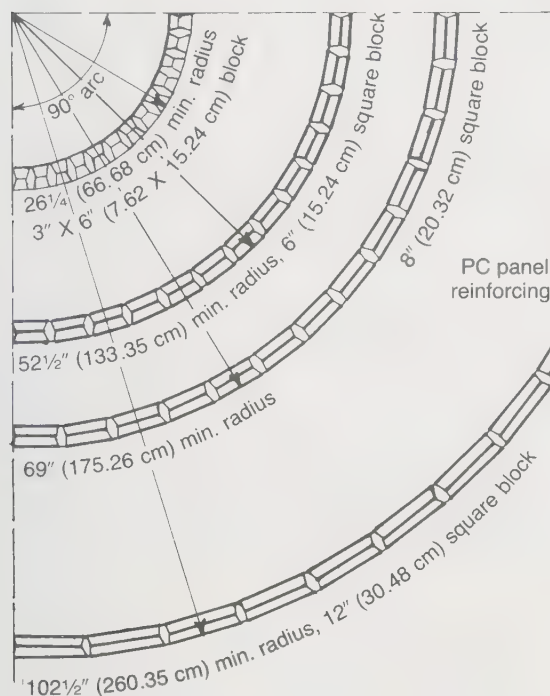 90° arc
26¼ (66.68 cm) min. radius
3″ X 6″ (7.62 X 15.24 cm) block
52½″ (133.35 cm) min. radius, 6″ (15.24 cm) square block
69″ (175.26 cm) min. radius
8″ (20.32 cm) square block
PC panel
reinforcing
102½″ (260.35 cm) min. radius, 12″ (30.48 cm) square block